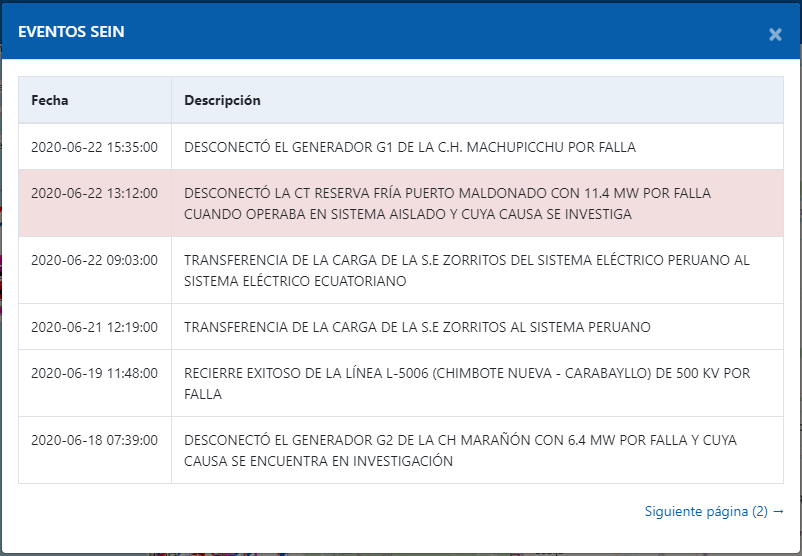 EVENTOS SEIN
×
Fecha Descripción
2020-06-22 15:35:00 DESCONECTÓ EL GENERADOR G1 DE LA C.H. MACHUPICCHU POR FALLA
2020-06-22 13:12:00 DESCONECTÓ LA CT RESERVA FRÍA PUERTO MALDONADO CON 11.4 MW POR FALLA
CUANDO OPERABA EN SISTEMA AISLADO Y CUYA CAUSA SE INVESTIGA
2020-06-22 09:03:00 TRANSFERENCIA DE LA CARGA DE LA S.E ZORRITOS DEL SISTEMA ELÉCTRICO PERUANO AL
SISTEMA ELÉCTRICO ECUATORIANO
2020-06-21 12:19:00 TRANSFERENCIA DE LA CARGA DE LA S.E ZORRITOS AL SISTEMA PERUANO
2020-06-19 11:48:00 RECIERRE EXITOSO DE LA LÍNEA L-5006 (CHIMBOTE NUEVA - CARABAYLLO) DE 500 KV POR
FALLA
2020-06-18 07:39:00 DESCONECTÓ EL GENERADOR G2 DE LA CH MARAÑÓN CON 6.4 MW POR FALLA Y CUYA
CAUSA SE ENCUENTRA EN INVESTIGACIÓN
Siguiente página (2) →